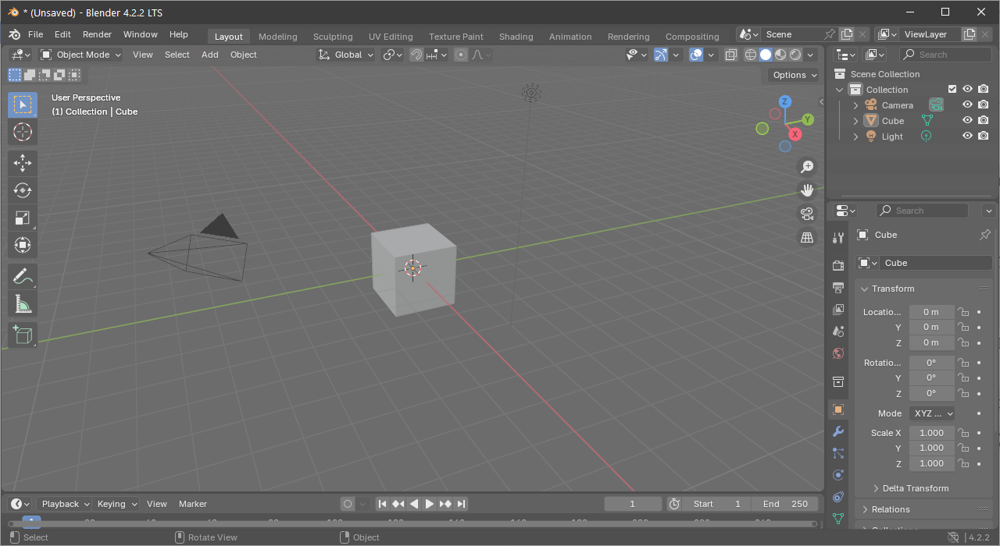 * (Unsaved) - Blender 4.2.2 LTS
File Edit Render Window Help Layout Modeling Sculpting UV Editing Texture Paint Shading Animation Rendering Compositing Scene ViewLayer
Object Mode View Select Add Object Global Search
Options
User Perspective
(1) Collection | Cube
Z
Y
X
Scene Collection
Collection
Camera
Cube
Light
Search
Cube
Cube
Transform
Locatio... 0 m
Y 0 m
Z 0 m
Rotatio... 0°
Y 0°
Z 0°
Mode XYZ ...
Scale X 1.000
Y 1.000
Z 1.000
Delta Transform
Relations
Playback Keying View Marker 1 Start 1 End 250
Select Rotate View Object 4.2.2